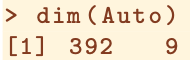 > dim(Auto)
[1] 392 9